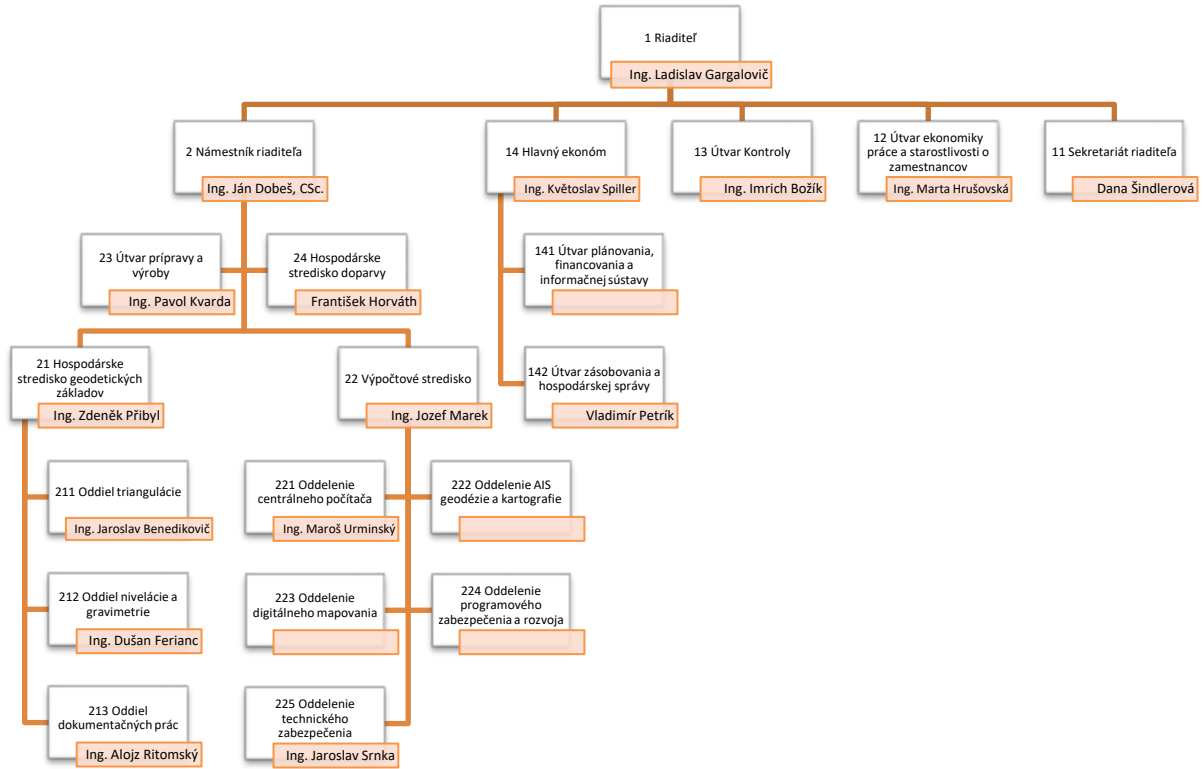 1 Riaditeľ
Ing. Ladislav Gargalovič
2 Námestník riaditeľa
Ing. Ján Dobeš, CSc.
14 Hlavný ekonóm
Ing. Květoslav Spiller
13 Útvar Kontroly
Ing. Imrich Božík
12 Útvar ekonomiky
práce a starostlivosti o
zamestnancov
Ing. Marta Hrušovská
11 Sekretariát riaditeľa
Dana Šindlerová
23 Útvar prípravy a
výroby
Ing. Pavol Kvarda
24 Hospodárske
stredisko doparvy
František Horváth
141 Útvar plánovania,
financovania a
informačnej sústavy
21 Hospodárske
stredisko geodetických
základov
Ing. Zdeněk Přibyl
22 Výpočtové stredisko
Ing. Jozef Marek
142 Útvar zásobovania a
hospodárskej správy
Vladimír Petrík
211 Oddiel triangulácie
Ing. Jaroslav Benedikovič
221 Oddelenie
centrálneho počítača
Ing. Maroš Urminský
222 Oddelenie AIS
geodézie a kartografie
212 Oddiel nivelácie a
gravimetrie
Ing. Dušan Ferianc
223 Oddelenie
digitálneho mapovania
224 Oddelenie
programového
zabezpečenia a rozvoja
213 Oddiel
dokumentačných prác
Ing. Alojz Ritomský
225 Oddelenie
technického
zabezpečenia
Ing. Jaroslav Srnka